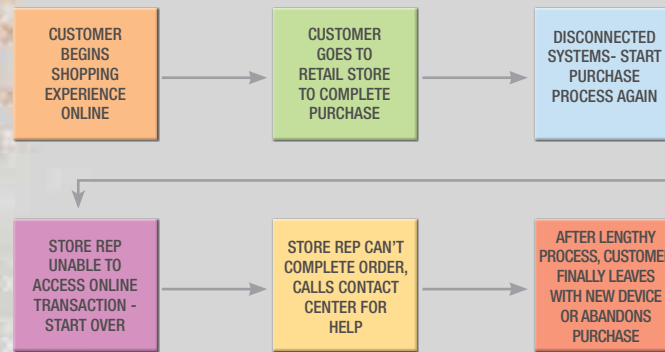 CUSTOMER
BEGINS
SHOPPING
EXPERIENCE
ONLINE
CUSTOMER
GOES TO
RETAIL STORE
TO COMPLETE
PURCHASE
DISCONNECTED
SYSTEMS- START
PURCHASE
PROCESS AGAIN
STORE REP
UNABLE TO
ACCESS ONLINE
TRANSACTION -
START OVER
STORE REP CAN'T
COMPLETE ORDER,
CALLS CONTACT
CENTER FOR
HELP
AFTER LENGTHY
PROCESS, CUSTOMER
FINALLY LEAVES
WITH NEW DEVICE
OR ABANDONS
PURCHASE